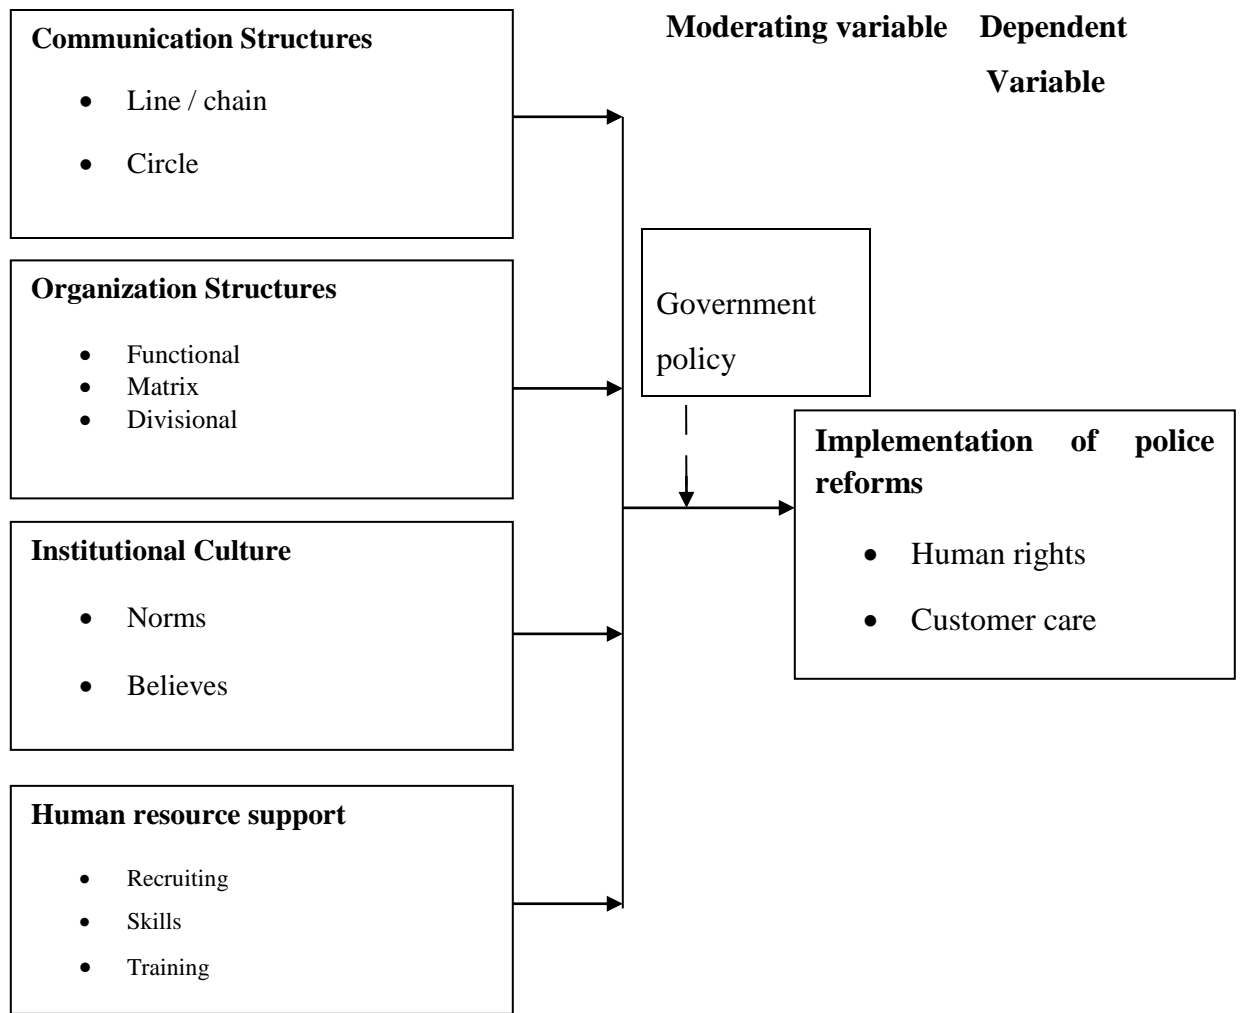 Communication Structures
• Line / chain
• Circle
Organization Structures
• Functional
• Matrix
• Divisional
Institutional Culture
• Norms
• Believes
Human resource support
• Recruiting
• Skills
• Training
Moderating variable
Government
policy
Dependent
Variable
Implementation of police
reforms
• Human rights
• Customer care